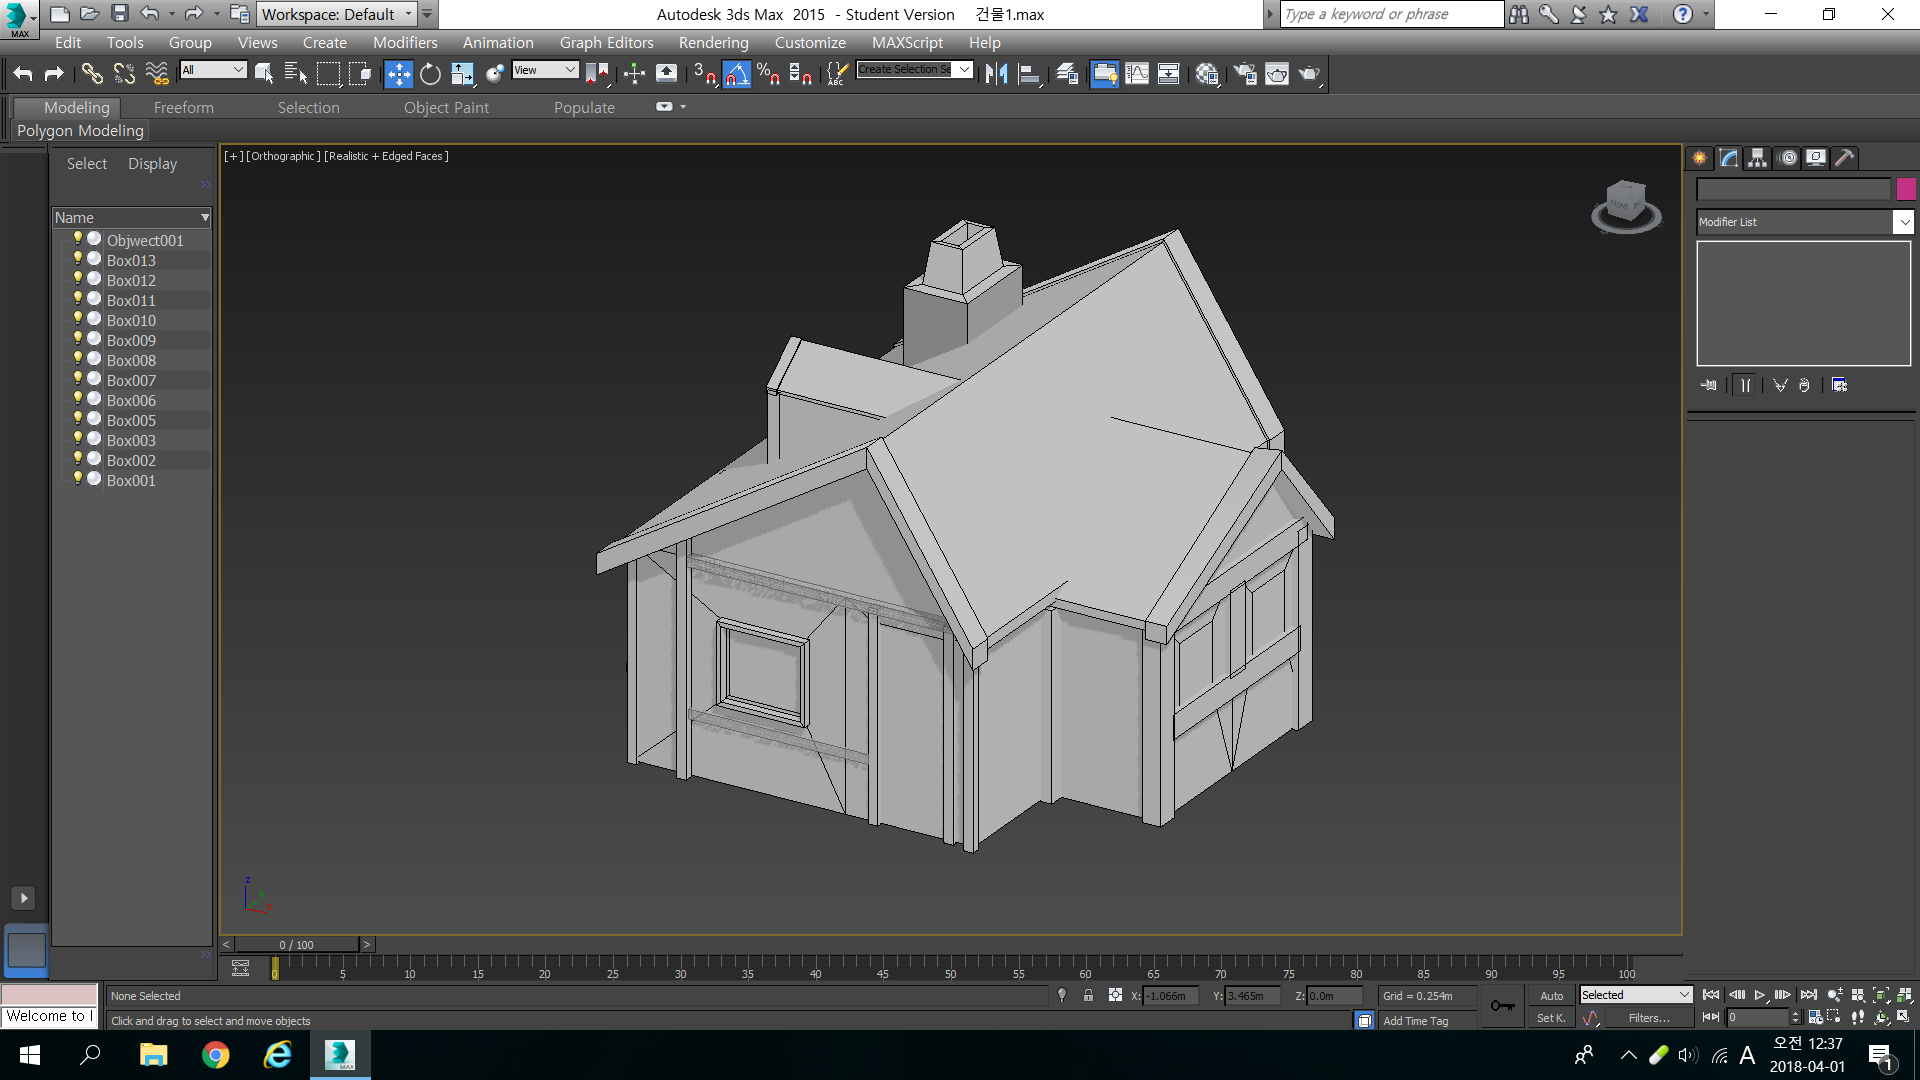 Workspace: Default
Autodesk 3ds Max 2015 - Student Version 건물1.max
Type a keyword or phrase
MAX
Edit Tools Group Views Create Modifiers Animation Graph Editors Rendering Customize MAXScript Help
All
View
3
%
ABC
Create Selection Se
Modeling Freeform Selection Object Paint Populate
Polygon Modeling
Select Display
[+] [Orthographic] [Realistic + Edged Faces]
FRONT
Name
Objwect001
Box013
Box012
Box011
Box010
Box009
Box008
Box007
Box006
Box005
Box003
Box002
Box001
Modifier List
z
y
x
< 0 / 100 >
0 5 10 15 20 25 30 35 40 45 50 55 60 65 70 75 80 85 90 95 100
None Selected
X: -1.066m Y: 3.465m Z: 0.0m
Grid = 0.254m
Auto
Selected
Welcome to I
Click and drag to select and move objects
Add Time Tag
Set K.
Filters...
0
MAX
A
오전 12:37
2018-04-01
1